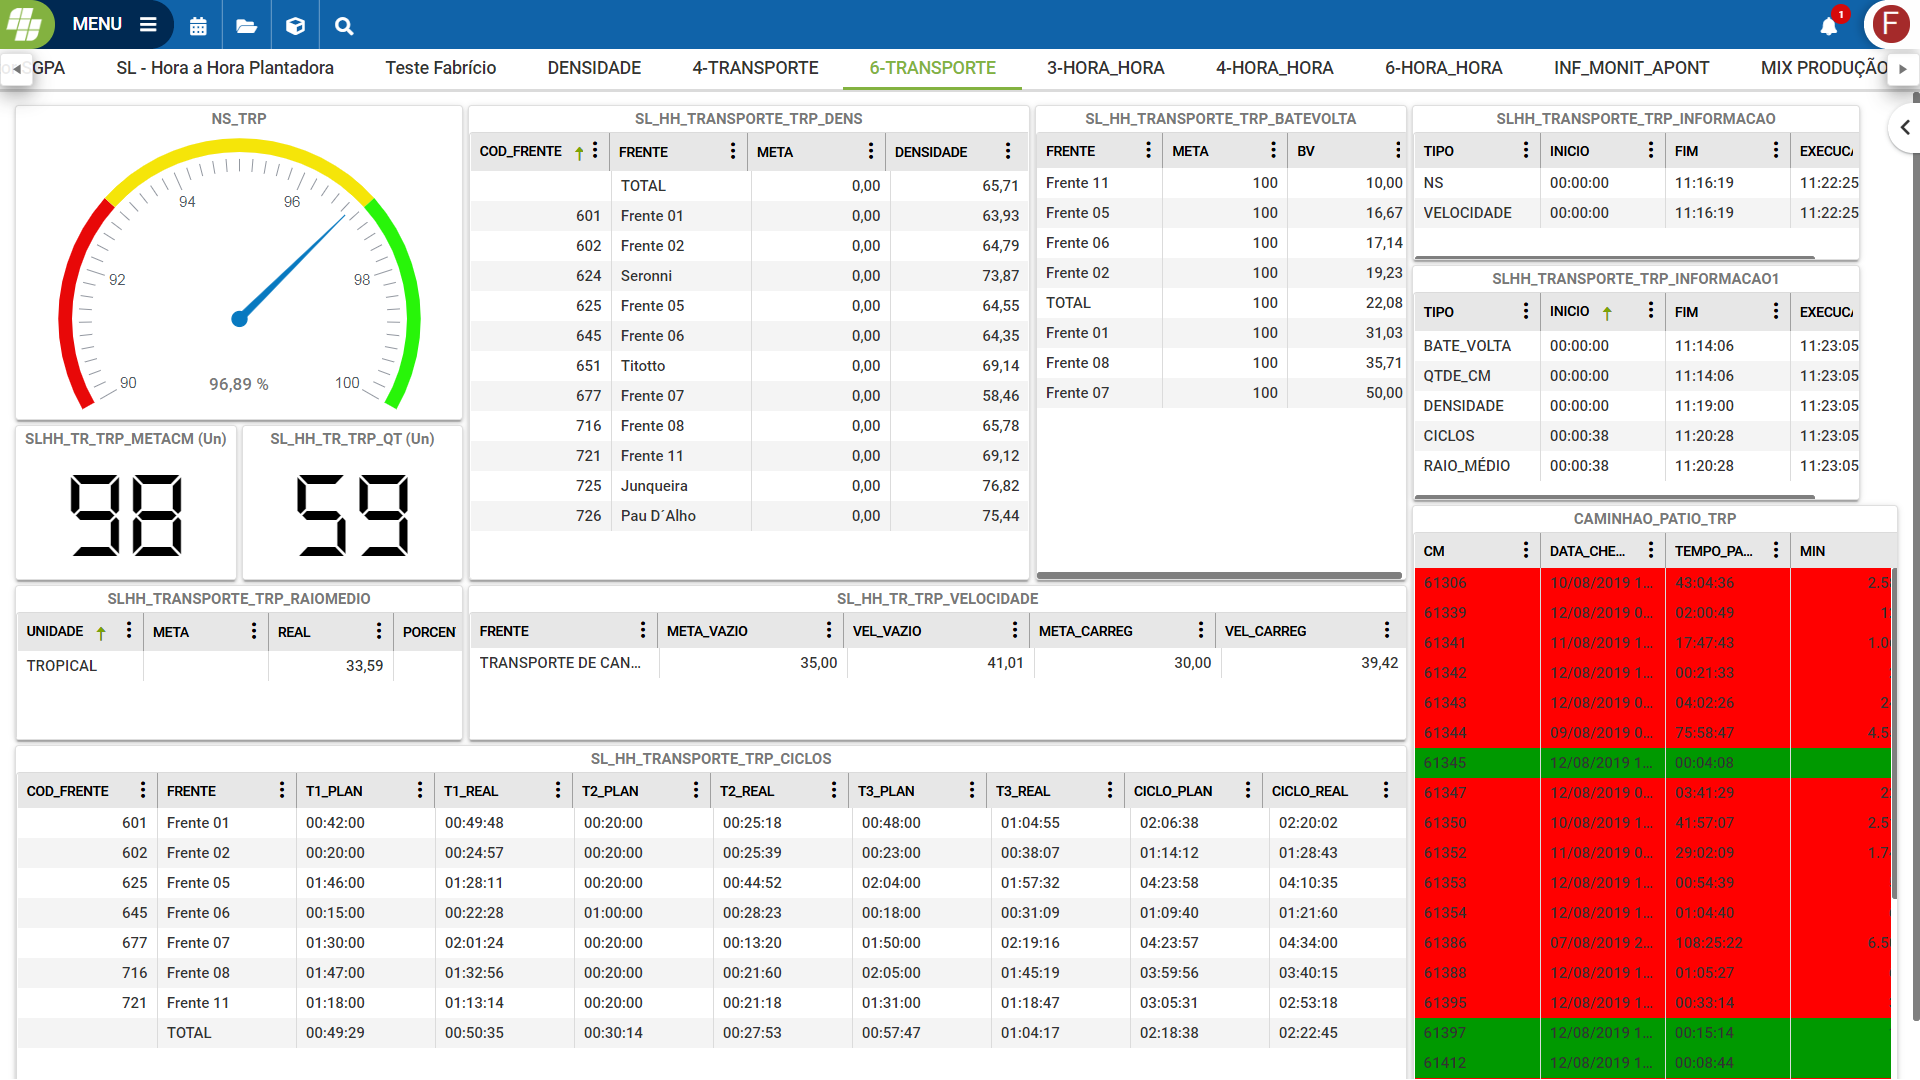 MENU
1
F
SGPA
SL - Hora a Hora Plantadora
Teste Fabrício
DENSIDADE
4-TRANSPORTE
6-TRANSPORTE
3-HORA_HORA
4-HORA_HORA
6-HORA_HORA
INF_MONIT_APONT
MIX PRODUÇÃO
NS_TRP
90
92
94
96
98
100
96,89 %
SLHH_TR_TRP_METACM (Un)
98
SL_HH_TR_TRP_QT (Un)
59
SL_HH_TRANSPORTE_TRP_DENS
COD_FRENTE FRENTE META DENSIDADE
TOTAL 0,00 65,71
601 Frente 01 0,00 63,93
602 Frente 02 0,00 64,79
624 Seronni 0,00 73,87
625 Frente 05 0,00 64,55
645 Frente 06 0,00 64,35
651 Titotto 0,00 69,14
677 Frente 07 0,00 58,46
716 Frente 08 0,00 65,78
721 Frente 11 0,00 69,12
725 Junqueira 0,00 76,82
726 Pau D´Alho 0,00 75,44
SL_HH_TRANSPORTE_TRP_BATEVOLTA
FRENTE META BV
Frente 11 100 10,00
Frente 05 100 16,67
Frente 06 100 17,14
Frente 02 100 19,23
TOTAL 100 22,08
Frente 01 100 31,03
Frente 08 100 35,71
Frente 07 100 50,00
SLHH_TRANSPORTE_TRP_INFORMACAO
TIPO INICIO FIM EXECUCA
NS 00:00:00 11:16:19 11:22:25
VELOCIDADE 00:00:00 11:16:19 11:22:25
SLHH_TRANSPORTE_TRP_INFORMACAO1
TIPO INICIO FIM EXECUCA
BATE_VOLTA 00:00:00 11:14:06 11:23:05
QTDE_CM 00:00:00 11:14:06 11:23:05
DENSIDADE 00:00:00 11:19:00 11:23:05
CICLOS 00:00:38 11:20:28 11:23:05
RAIO_MÉDIO 00:00:38 11:20:28 11:23:05
SLHH_TRANSPORTE_TRP_RAIOMEDIO
UNIDADE META REAL PORCEN
TROPICAL 33,59
SL_HH_TR_TRP_VELOCIDADE
FRENTE META_VAZIO VEL_VAZIO META_CARREG VEL_CARREG
TRANSPORTE DE CAN... 35,00 41,01 30,00 39,42
CAMINHAO_PATIO_TRP
CM DATA_CHE... TEMPO_PA... MIN
61306 10/08/2019 1... 43:04:36 2.5
61339 12/08/2019 1... 02:00:49 1
61341 11/08/2019 1... 17:47:43 1.0
61342 12/08/2019 1... 00:21:33
61343 12/08/2019 0... 04:02:26 2
61344 09/08/2019 0... 75:58:47 4.5
61345 12/08/2019 1... 00:04:08
61347 12/08/2019 0... 03:41:29 2
61350 10/08/2019 1... 41:57:07 2.5
61352 11/08/2019 0... 29:02:09 1.7
61353 12/08/2019 1... 00:54:39
61354 12/08/2019 1... 01:04:40
61386 07/08/2019 2... 108:25:22 6.5
61388 12/08/2019 1... 01:05:27
61395 12/08/2019 1... 00:33:14
61397 12/08/2019 1... 00:15:14
61412 12/08/2019 1... 00:08:44
SL_HH_TRANSPORTE_TRP_CICLOS
COD_FRENTE FRENTE T1_PLAN T1_REAL T2_PLAN T2_REAL T3_PLAN T3_REAL CICLO_PLAN CICLO_REAL
601 Frente 01 00:42:00 00:49:48 00:20:00 00:25:18 00:48:00 01:04:55 02:06:38 02:20:02
602 Frente 02 00:20:00 00:24:57 00:20:00 00:25:39 00:23:00 00:38:07 01:14:12 01:28:43
625 Frente 05 01:46:00 01:28:11 00:20:00 00:44:52 02:04:00 01:57:32 04:23:58 04:10:35
645 Frente 06 00:15:00 00:22:28 01:00:00 00:28:23 00:18:00 00:31:09 01:09:40 01:21:60
677 Frente 07 01:30:00 02:01:24 00:20:00 00:13:20 01:50:00 02:19:16 04:23:57 04:34:00
716 Frente 08 01:47:00 01:32:56 00:20:00 00:21:60 02:05:00 01:45:19 03:59:56 03:40:15
721 Frente 11 01:18:00 01:13:14 00:20:00 00:21:18 01:31:00 01:18:47 03:05:31 02:53:18
TOTAL 00:49:29 00:50:35 00:30:14 00:27:53 00:57:47 01:04:17 02:18:38 02:22:45